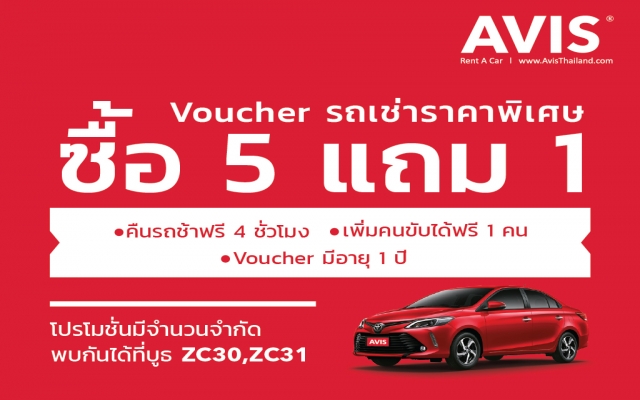 AVIS®
Rent A Car | www.AvisThailand.com
Voucher รถเช่าราคาพิเศษ
ซื้อ 5 แถม 1
●คืนรถช้าฟรี 4 ชั่วโมง ●เพิ่มคนขับได้ฟรี 1 คน
●Voucher มีอายุ 1 ปี
โปรโมชั่นมีจำนวนจำกัด
พบกันได้ที่บูธ ZC30,ZC31
AVIS